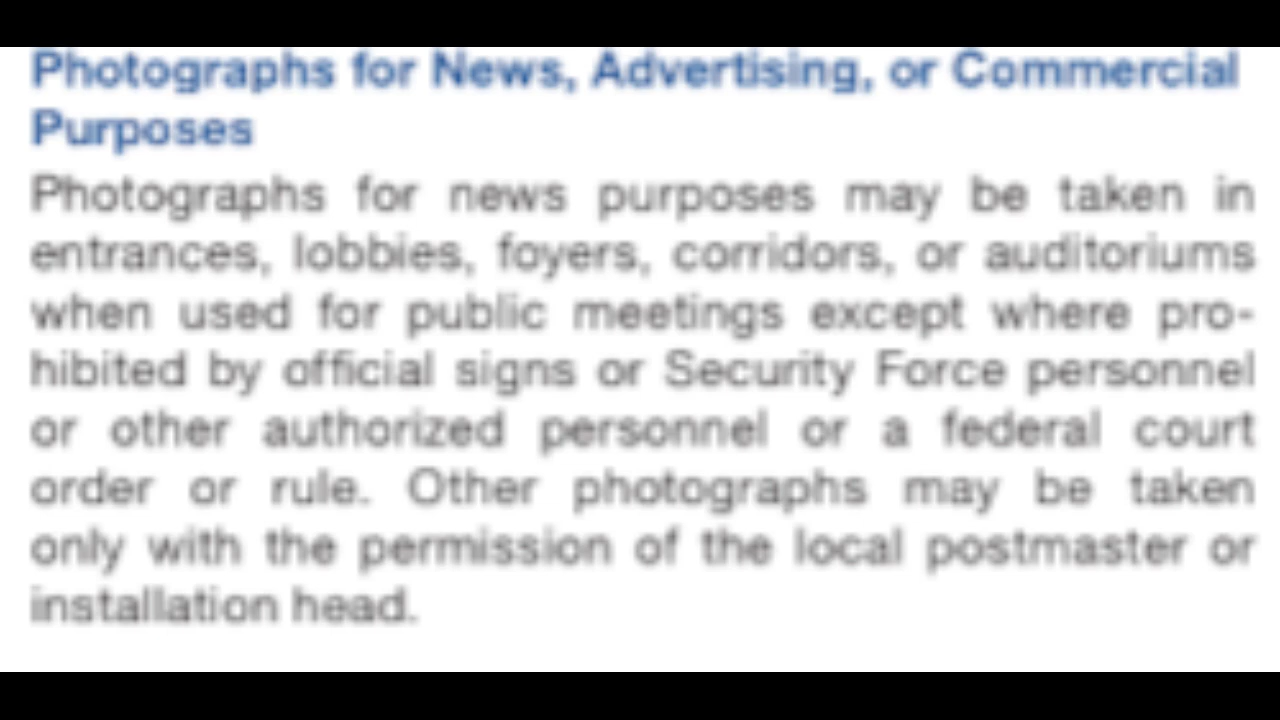 Photographs for News, Advertising, or Commercial
Purposes
Photographs for news purposes may be taken in
entrances, lobbies, foyers, corridors, or auditoriums
when used for public meetings except where pro-
hibited by official signs or Security Force personnel
or other authorized personnel or a federal court
order or rule. Other photographs may be taken
only with the permission of the local postmaster or
installation head.